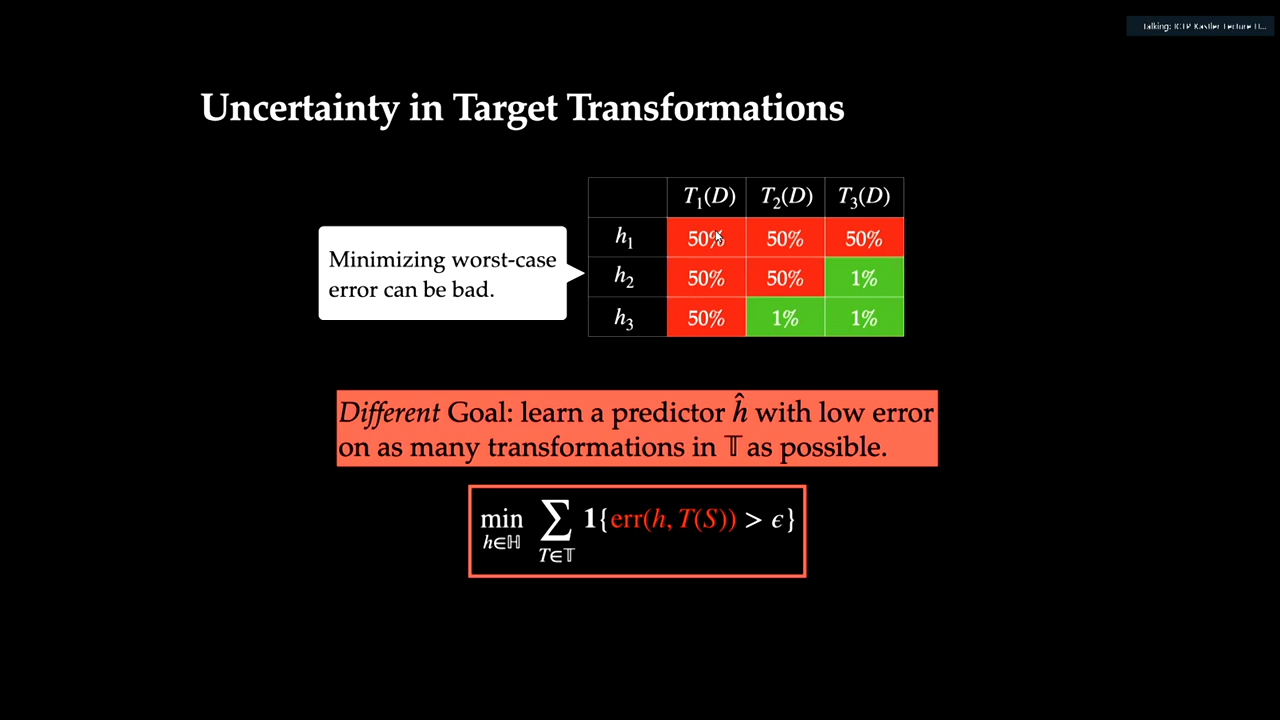 Talking: ICTP Kastler Lecture H...
Uncertainty in Target Transformations
T₁(D) T₂(D) T₃(D)
h₁ 50% 50% 50%
h₂ 50% 50% 1%
h₃ 50% 1% 1%
Minimizing worst-case
error can be bad.
Different Goal: learn a predictor ĥ with low error
on as many transformations in 𝕋 as possible.
min_{h∈ℍ} ∑_{T∈𝕋} 𝟏{err(h, T(S)) > ϵ}